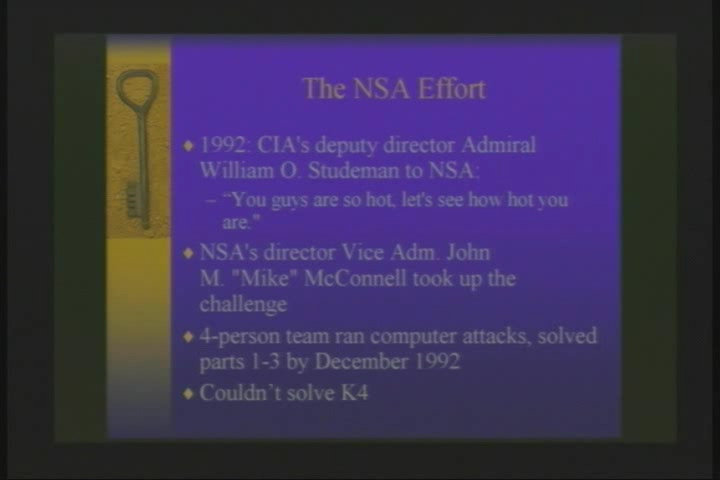 The NSA Effort
1992: CIA's deputy director Admiral
William O. Studeman to NSA:
– "You guys are so hot, let's see how hot you
are."
NSA's director Vice Adm. John
M. "Mike" McConnell took up the
challenge
4-person team ran computer attacks, solved
parts 1-3 by December 1992
Couldn't solve K4